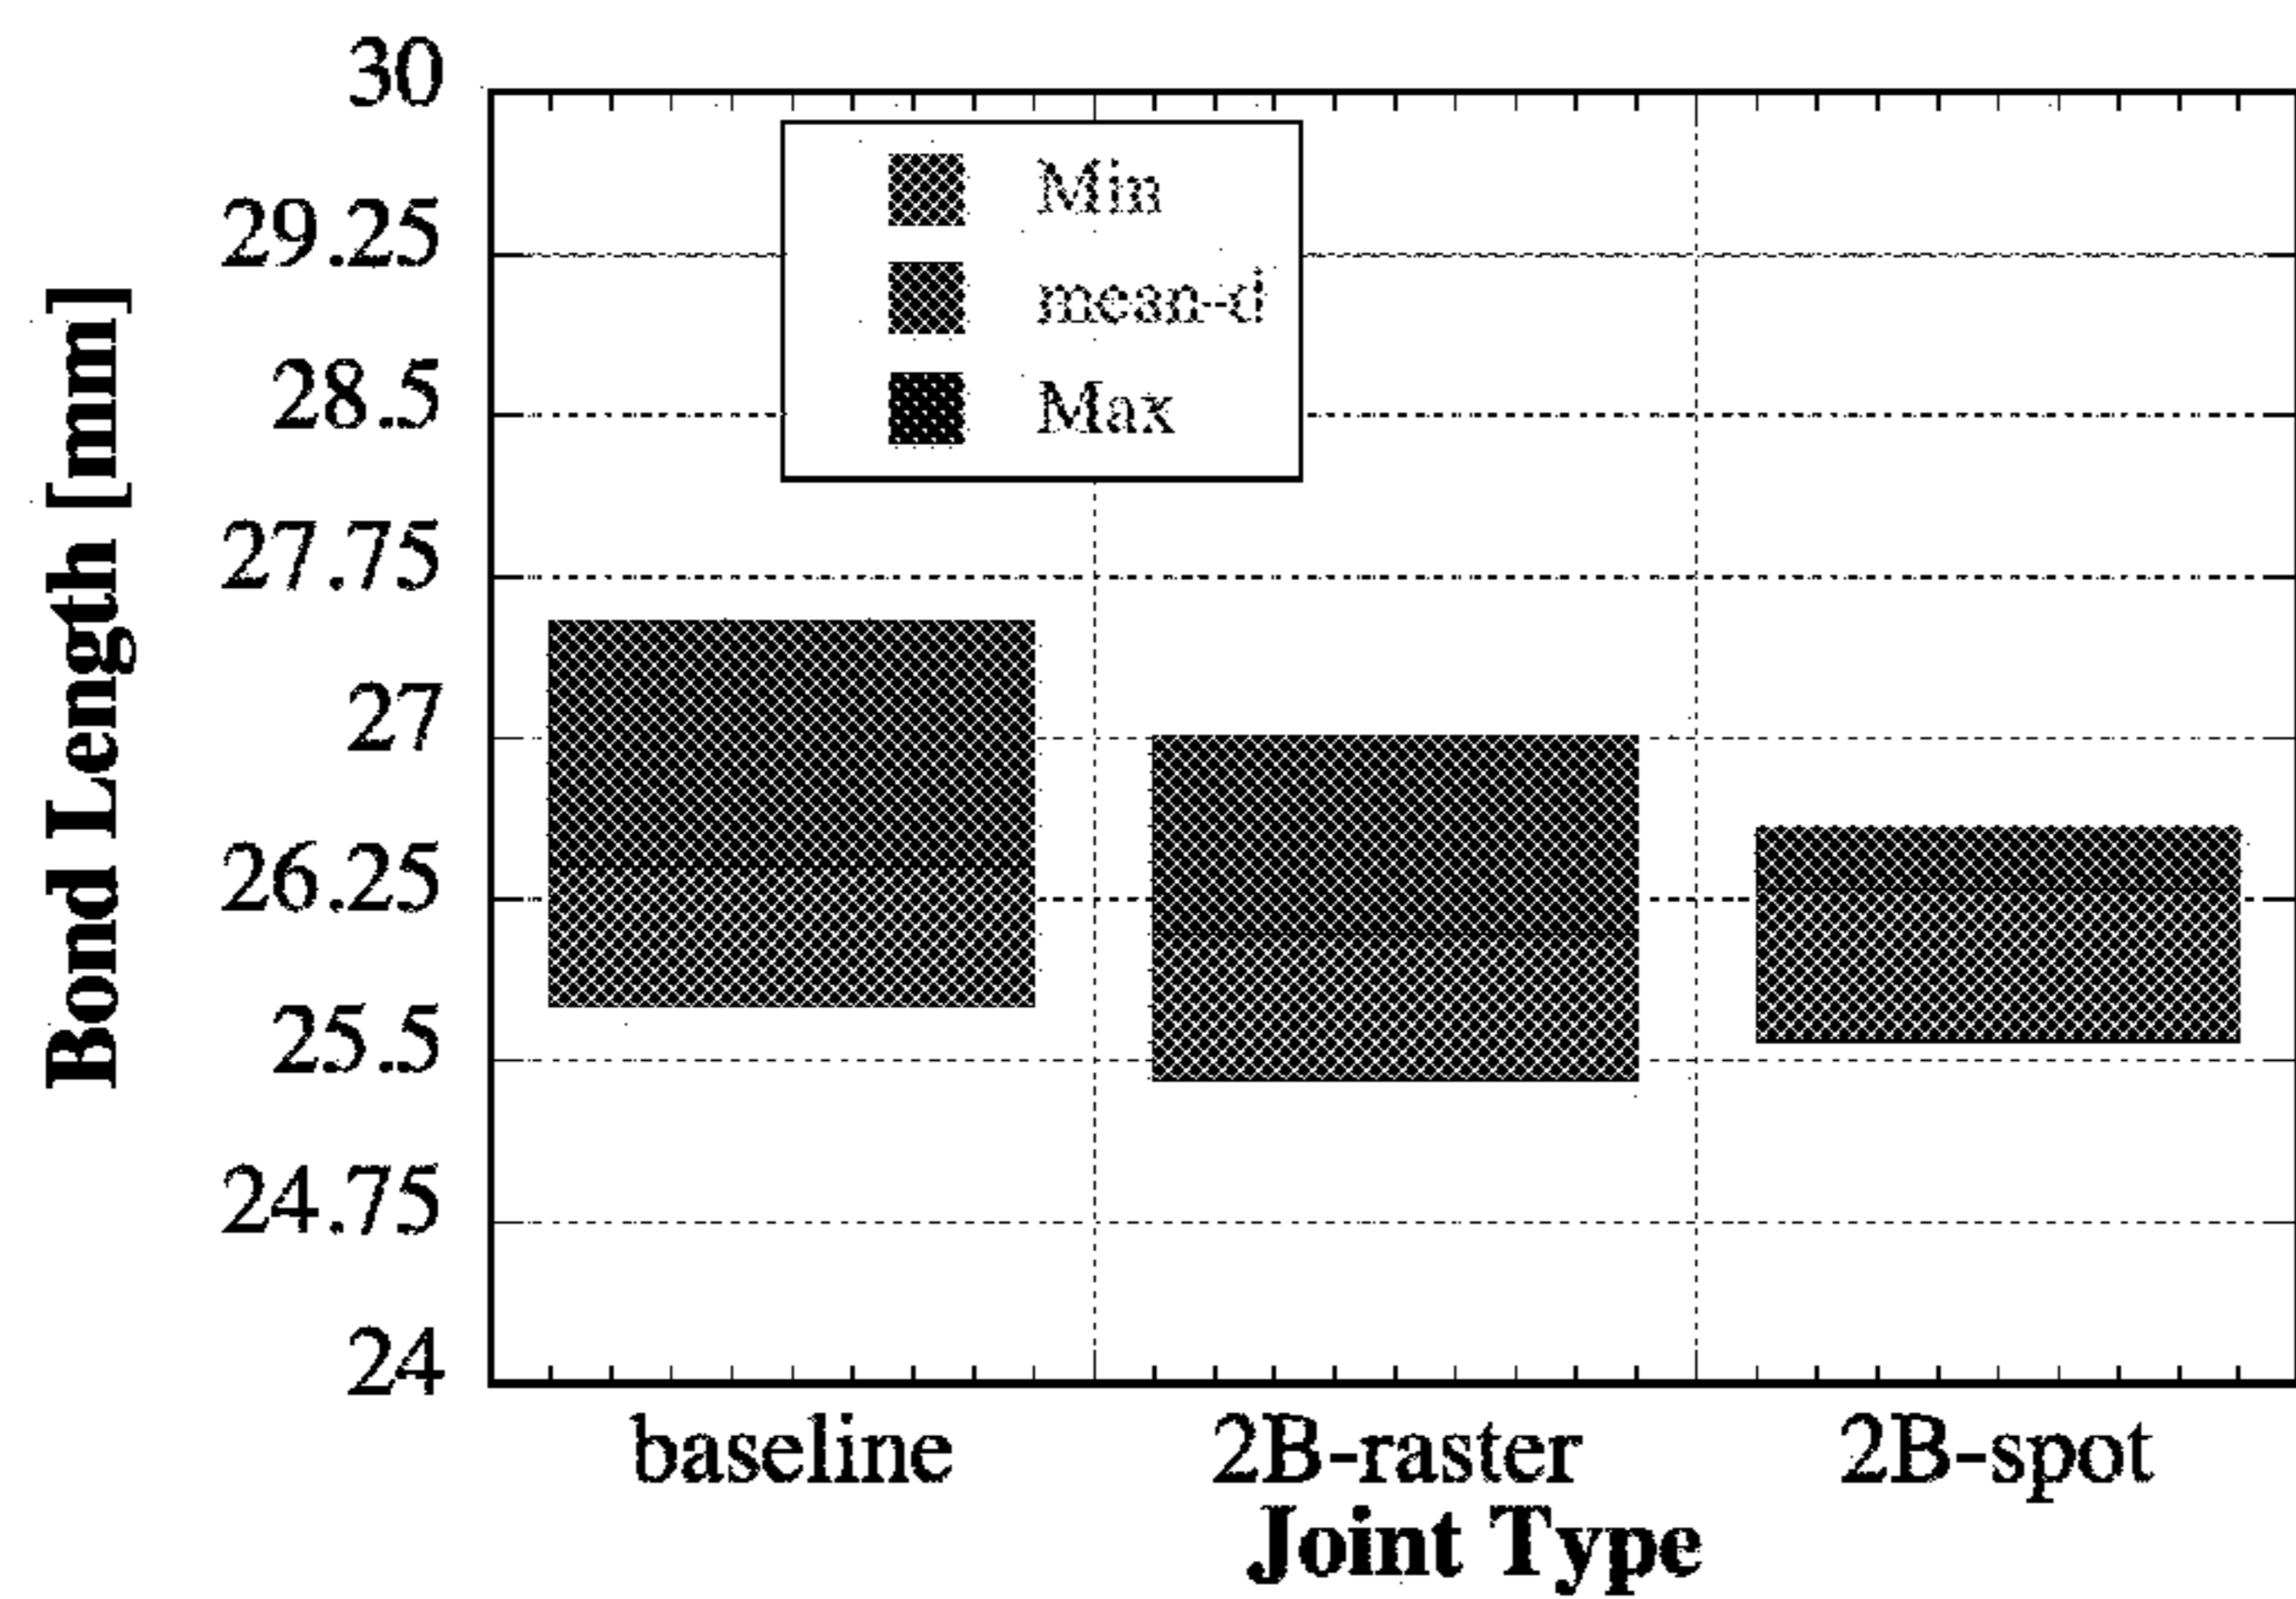 30
29.25
28.5
27.75
27
26.25
25.5
24.75
24
Bond Length [mm]
Min
mean-d
Max
baseline
2B-raster
2B-spot
Joint Type